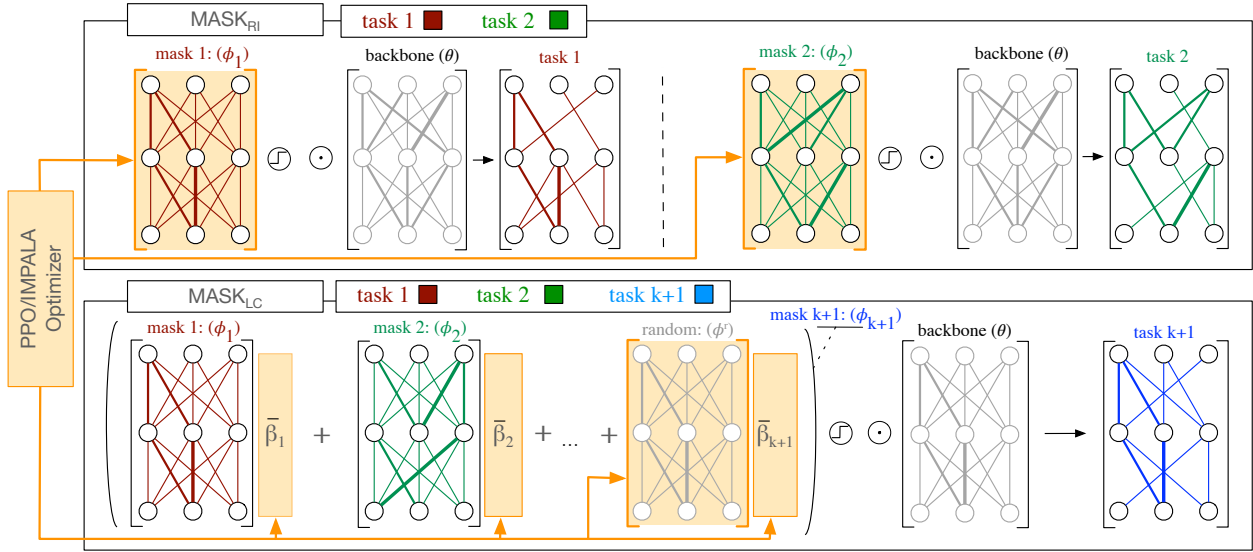 MASK_RI
task 1 task 2
mask 1: (ϕ_1) backbone (θ) task 1 mask 2: (ϕ_2) backbone (θ) task 2
PPO/IMPALA
Optimizer
MASK_LC
task 1 task 2 task k+1
mask 1: (ϕ_1) mask 2: (ϕ_2) random: (ϕ^r) mask k+1: (ϕ_k+1) backbone (θ) task k+1
β̄_1 + β̄_2 + ... + β̄_k+1